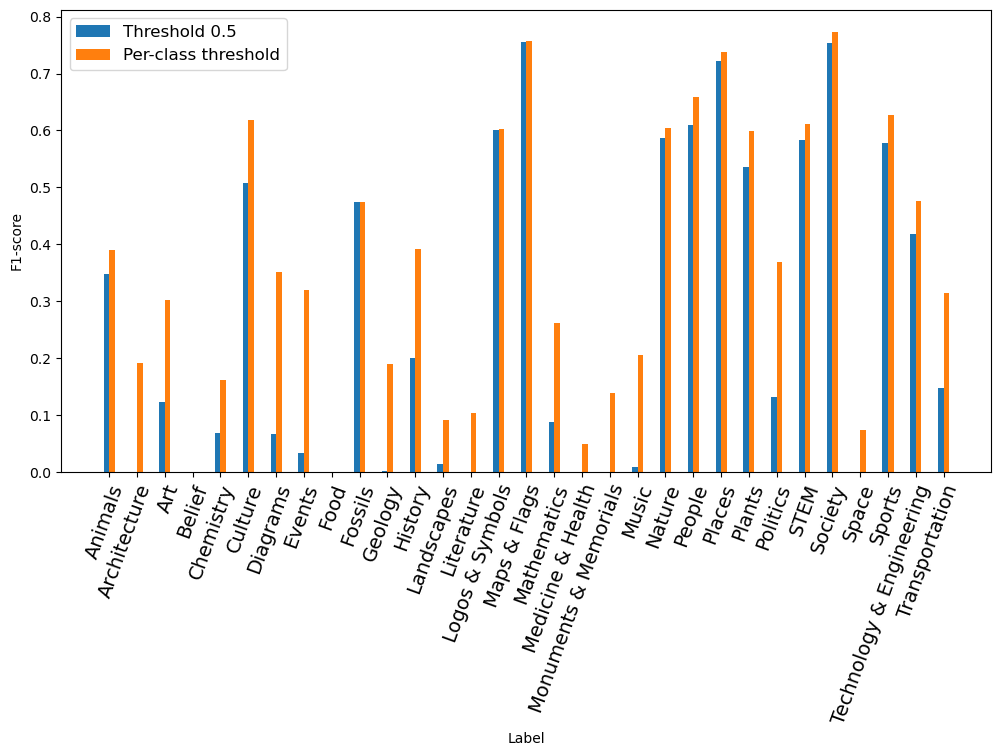 Threshold 0.5
Per-class threshold
F1-score
0.8
0.7
0.6
0.5
0.4
0.3
0.2
0.1
0.0
Animals
Architecture
Art
Belief
Chemistry
Culture
Diagrams
Events
Food
Fossils
Geology
History
Landscapes
Literature
Logos & Symbols
Maps & Flags
Mathematics
Medicine & Health
Monuments & Memorials
Music
Nature
People
Places
Plants
Politics
STEM
Society
Space
Sports
Technology & Engineering
Transportation
Label